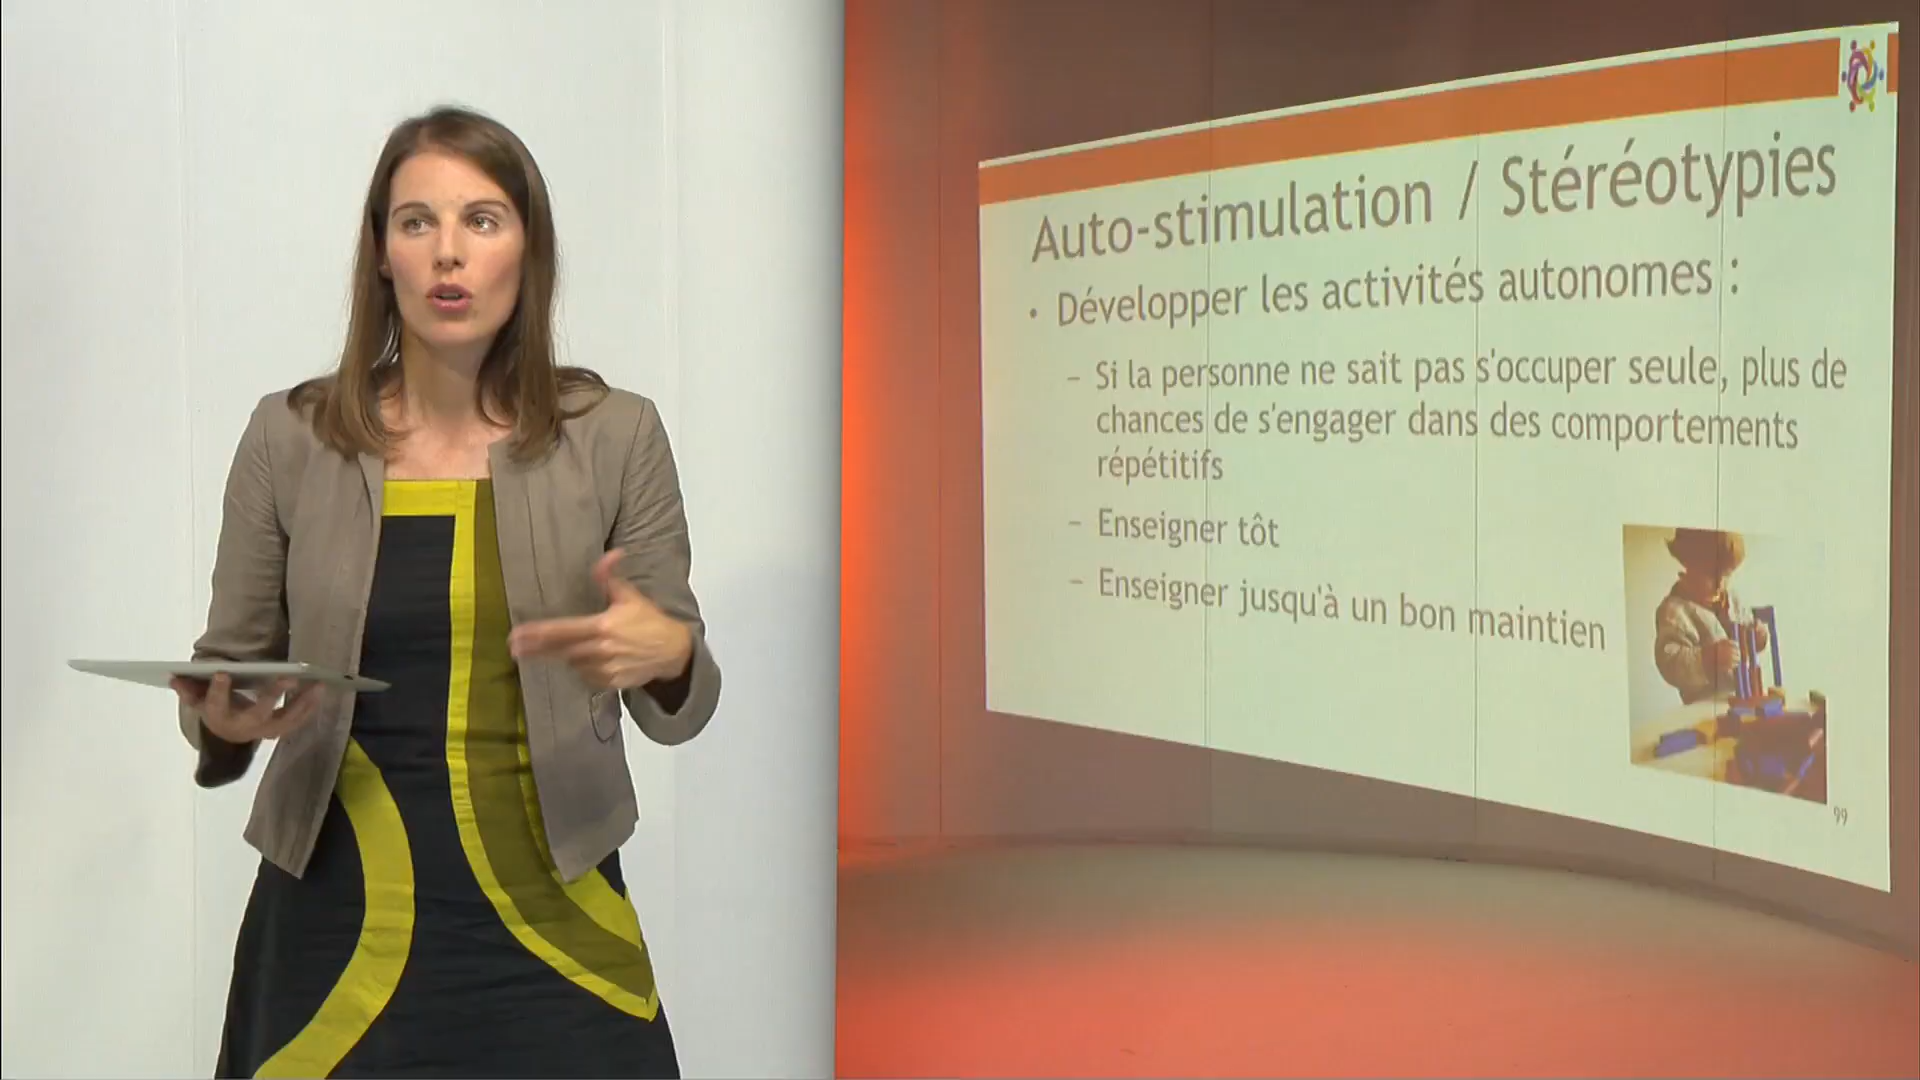 Auto-stimulation / Stéréotypies
• Développer les activités autonomes :
– Si la personne ne sait pas s'occuper seule, plus de
chances de s'engager dans des comportements
répétitifs
– Enseigner tôt
– Enseigner jusqu'à un bon maintien
99